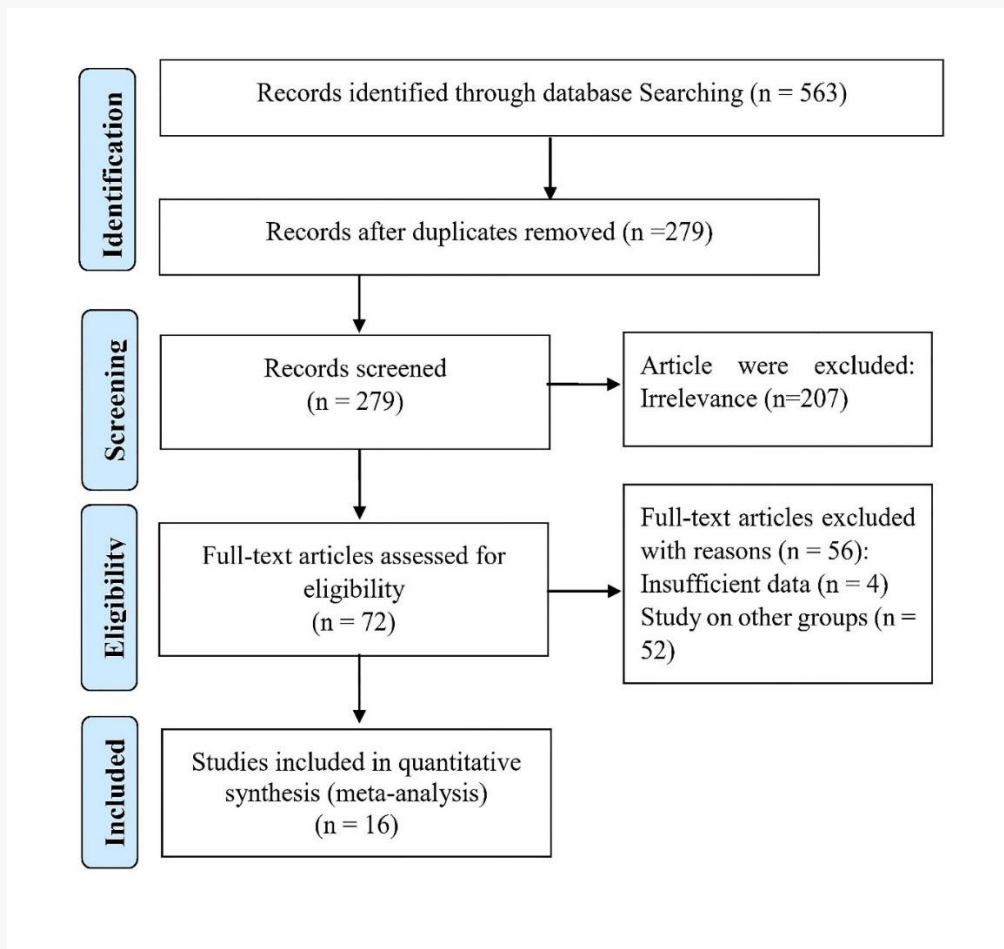 Identification
Records identified through database Searching (n = 563)
Records after duplicates removed (n =279)
Screening
Records screened
(n = 279)
Article were excluded:
Irrelevance (n=207)
Eligibility
Full-text articles assessed for
eligibility
(n = 72)
Full-text articles excluded
with reasons (n = 56):
Insufficient data (n = 4)
Study on other groups (n =
52)
Included
Studies included in quantitative
synthesis (meta-analysis)
(n = 16)